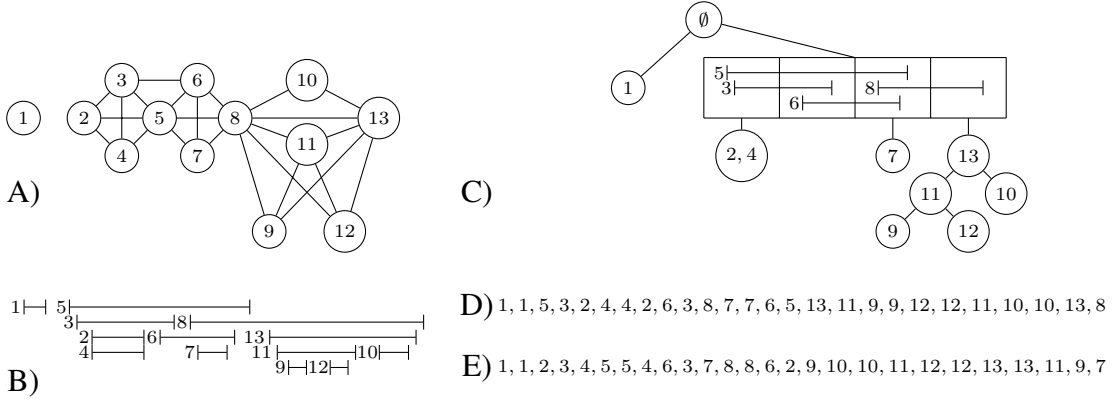 ∅
3 6 10
1
5 8
3
6
1 2 5 8 13
11
4 7
2, 4 7 13
A) C)
11 10
9 12
9 12
1 5
3 8
2 6 13
4 7 11 10
9 12
B)
D) 1, 1, 5, 3, 2, 4, 4, 2, 6, 3, 8, 7, 7, 6, 5, 13, 11, 9, 9, 12, 12, 11, 10, 10, 13, 8
E) 1, 1, 2, 3, 4, 5, 5, 4, 6, 3, 7, 8, 8, 6, 2, 9, 10, 10, 11, 12, 12, 13, 13, 11, 9, 7